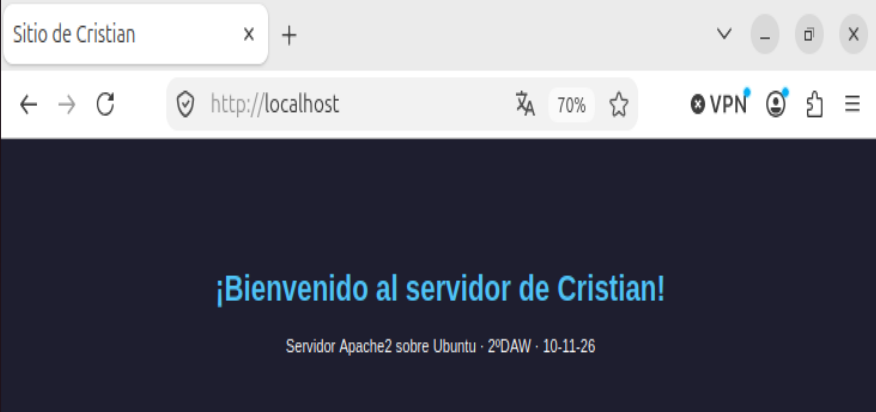 Sitio de Cristian
http://localhost
70%
VPN
¡Bienvenido al servidor de Cristian!
Servidor Apache2 sobre Ubuntu · 2ºDAW · 10-11-26